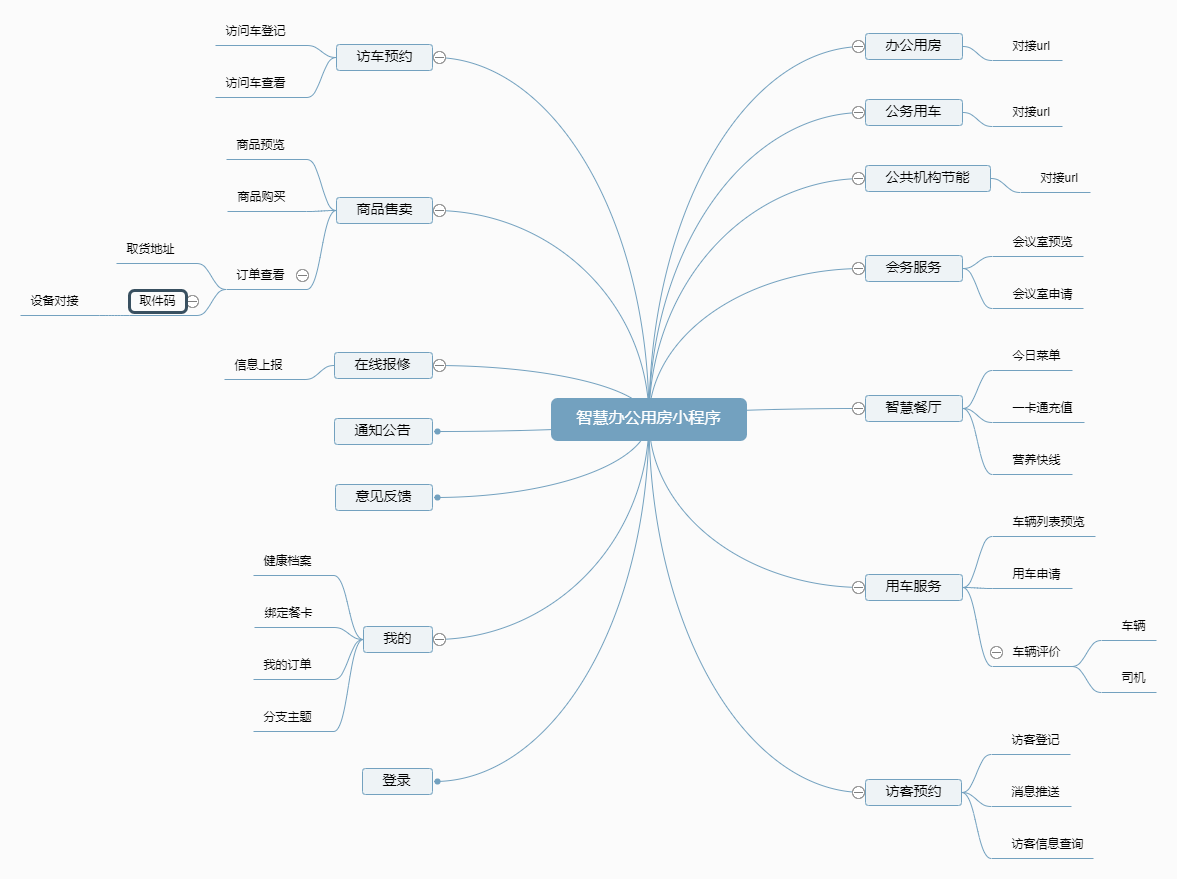 智慧办公用房小程序
办公用房
对接url
公务用车
对接url
公共机构节能
对接url
会务服务
会议室预览
会议室申请
智慧餐厅
今日菜单
一卡通充值
营养快线
用车服务
车辆列表预览
用车申请
车辆评价
车辆
司机
访客预约
访客登记
消息推送
访客信息查询
访车预约
访问车登记
访问车查看
商品售卖
商品预览
商品购买
订单查看
取货地址
取件码
设备对接
在线报修
信息上报
通知公告
意见反馈
我的
健康档案
绑定餐卡
我的订单
分支主题
登录